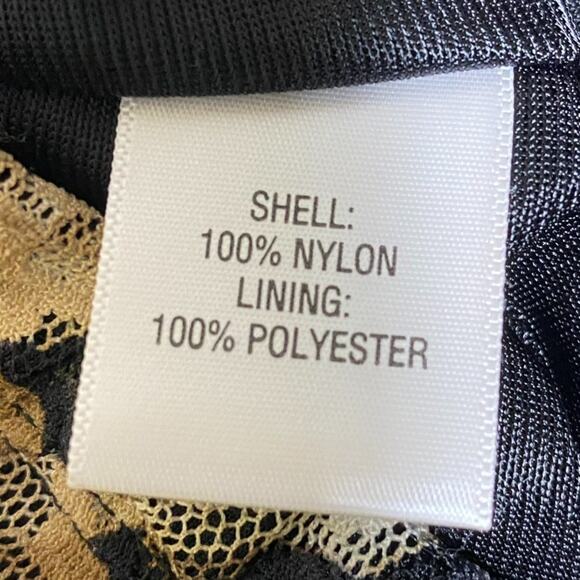 SHELL:
100% NYLON
LINING:
100% POLYESTER